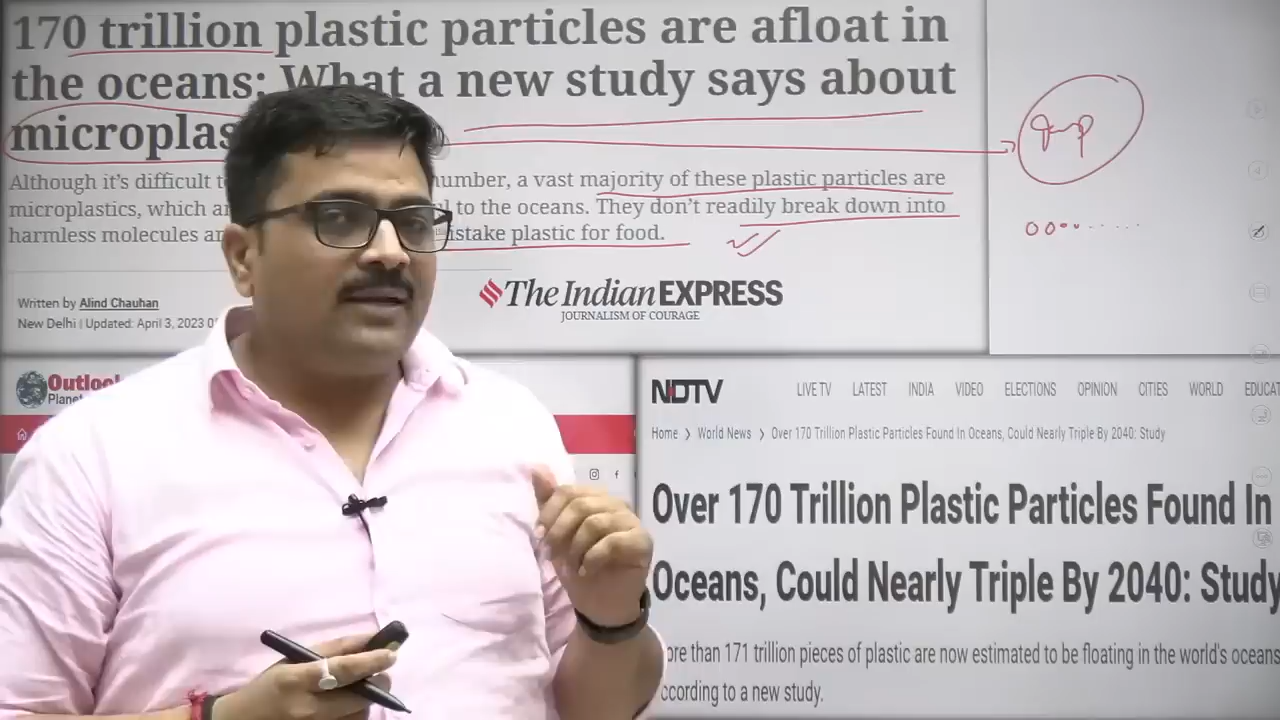 170 trillion plastic particles are afloat in
the oceans: What a new study says about
microplas
Although it's difficult t number, a vast majority of these plastic particles are
microplastics, which ar l to the oceans. They don't readily break down into
harmless molecules an istake plastic for food.
Written by Alind Chauhan
New Delhi | Updated: April 3, 2023 0
The Indian EXPRESS
JOURNALISM OF COURAGE
Outloo
Planet
NDTV
LIVE TV LATEST INDIA VIDEO ELECTIONS OPINION CITIES WORLD EDUCAT
Home > World News > Over 170 Trillion Plastic Particles Found In Oceans, Could Nearly Triple By 2040: Study
Over 170 Trillion Plastic Particles Found In
Oceans, Could Nearly Triple By 2040: Study
ore than 171 trillion pieces of plastic are now estimated to be floating in the world's oceans
ccording to a new study.